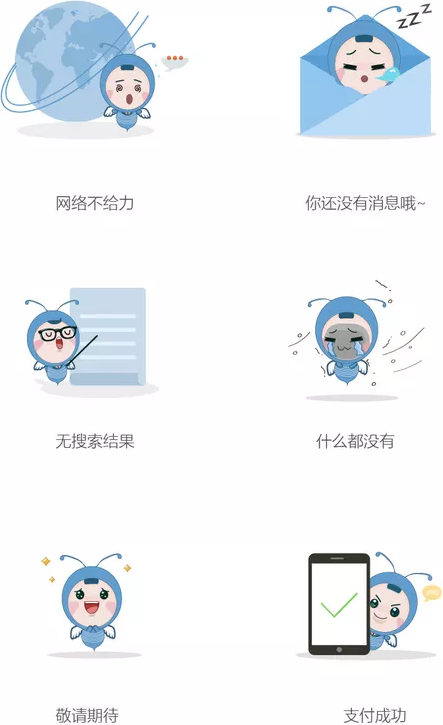 zzz
网络不给力
你还没有消息哦~
无搜索结果
什么都没有
敬请期待
支付成功